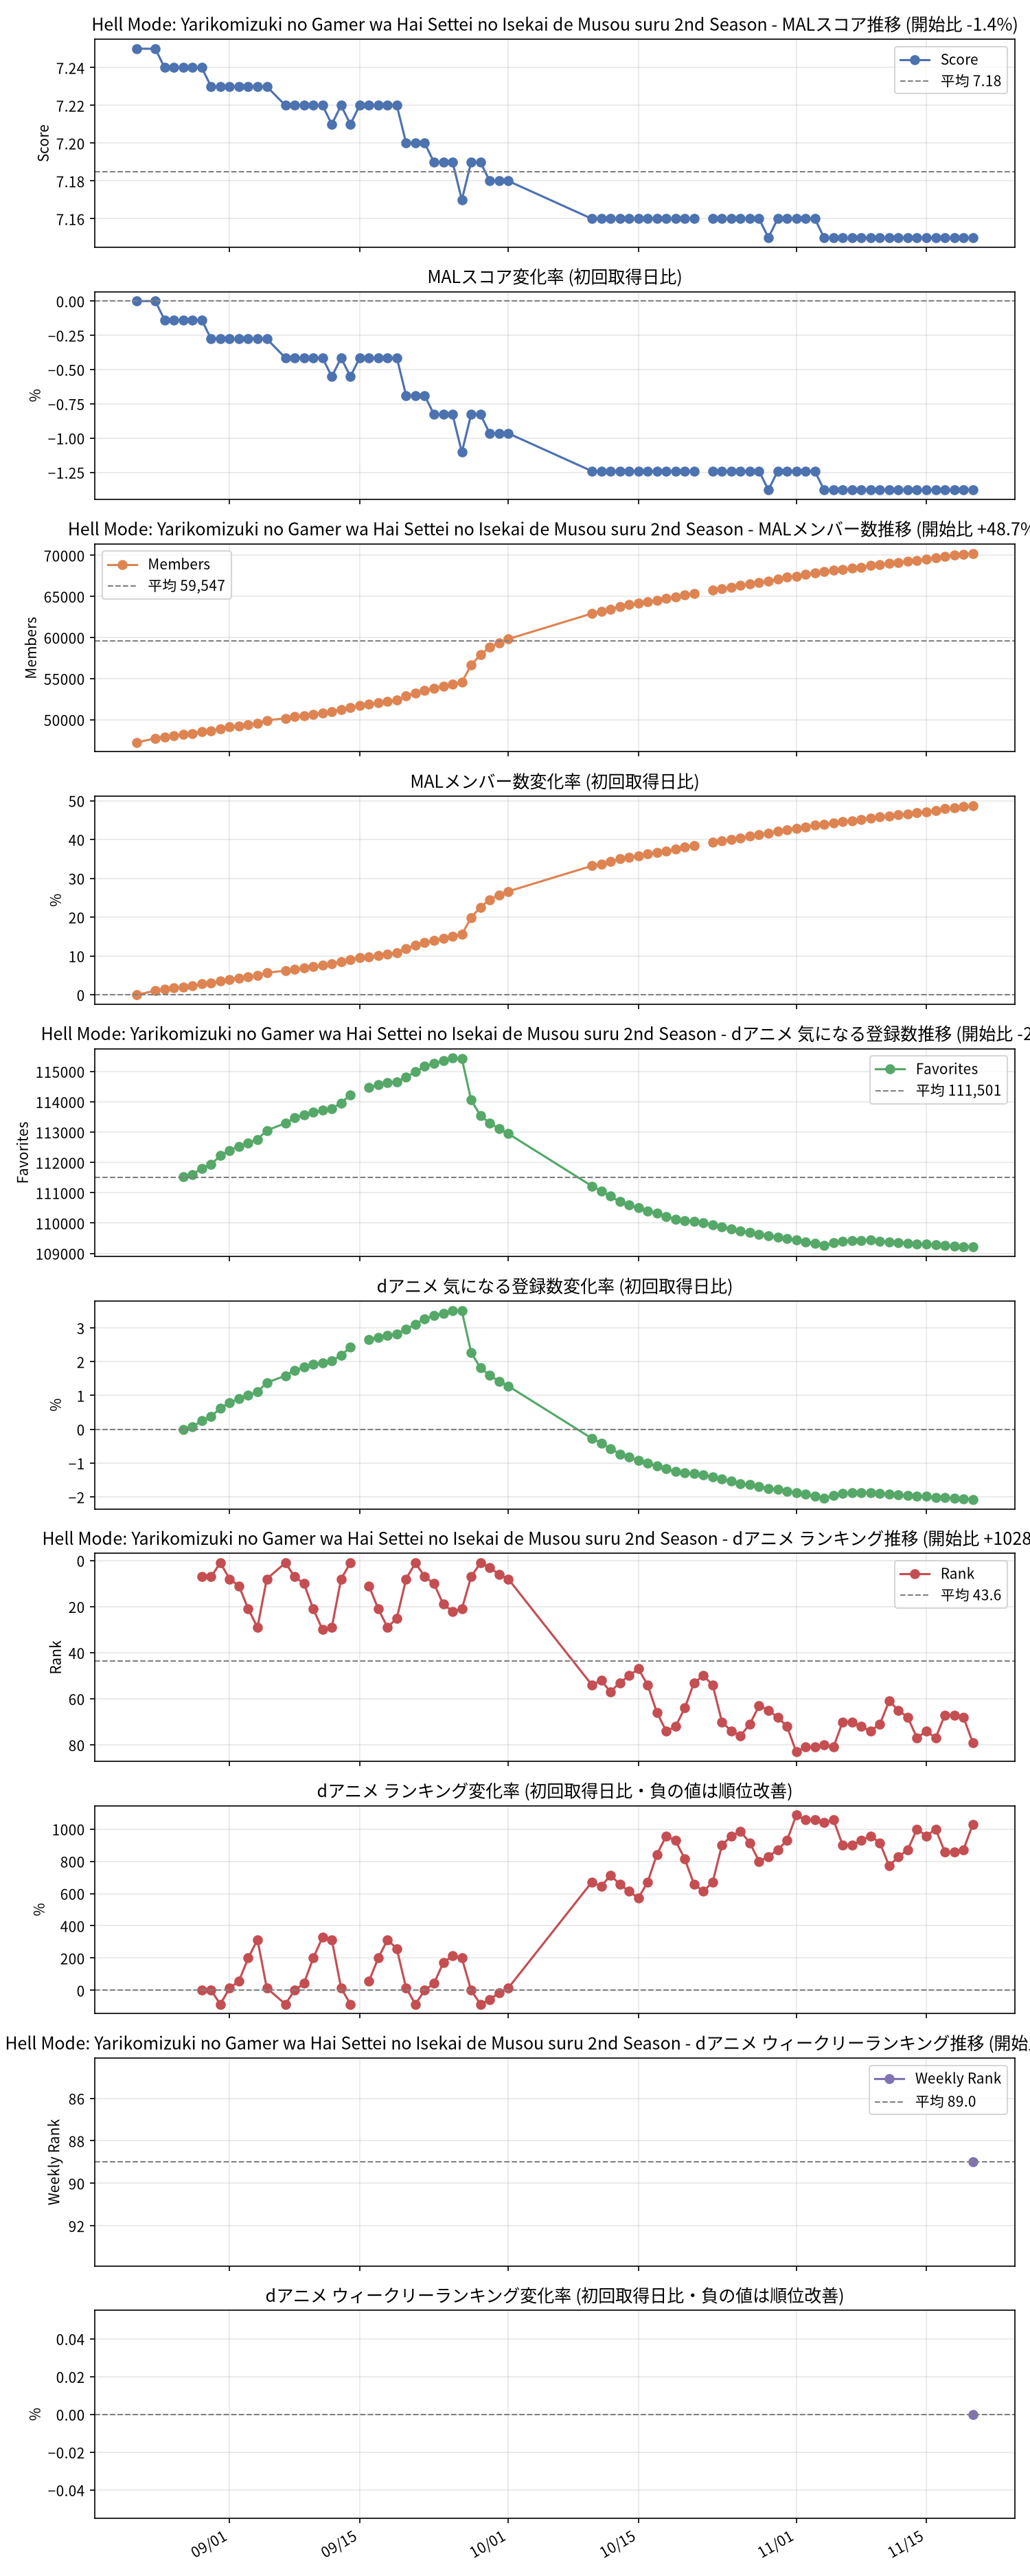 Hell Mode: Yarikomizuki no Gamer wa Hai Settei no Isekai de Musou suru 2nd Season - MALスコア推移 (開始比 -1.4%)
Score
7.24
7.22
7.20
7.18
7.16
Score
平均 7.18
MALスコア変化率 (初回取得日比)
%
0.00
−0.25
−0.50
−0.75
−1.00
−1.25
Hell Mode: Yarikomizuki no Gamer wa Hai Settei no Isekai de Musou suru 2nd Season - MALメンバー数推移 (開始比 +48.7%
Members
70000
65000
60000
55000
50000
Members
平均 59,547
MALメンバー数変化率 (初回取得日比)
%
50
40
30
20
10
0
Hell Mode: Yarikomizuki no Gamer wa Hai Settei no Isekai de Musou suru 2nd Season - dアニメ 気になる登録数推移 (開始比 -2
Favorites
115000
114000
113000
112000
111000
110000
109000
Favorites
平均 111,501
dアニメ 気になる登録数変化率 (初回取得日比)
%
3
2
1
0
−1
−2
Hell Mode: Yarikomizuki no Gamer wa Hai Settei no Isekai de Musou suru 2nd Season - dアニメ ランキング推移 (開始比 +1028
Rank
0
20
40
60
80
Rank
平均 43.6
dアニメ ランキング変化率 (初回取得日比・負の値は順位改善)
%
1000
800
600
400
200
0
Hell Mode: Yarikomizuki no Gamer wa Hai Settei no Isekai de Musou suru 2nd Season - dアニメ ウィークリーランキング推移 (開始
Weekly Rank
86
88
90
92
Weekly Rank
平均 89.0
dアニメ ウィークリーランキング変化率 (初回取得日比・負の値は順位改善)
%
0.04
0.02
0.00
−0.02
−0.04
09/01
09/15
10/01
10/15
11/01
11/15